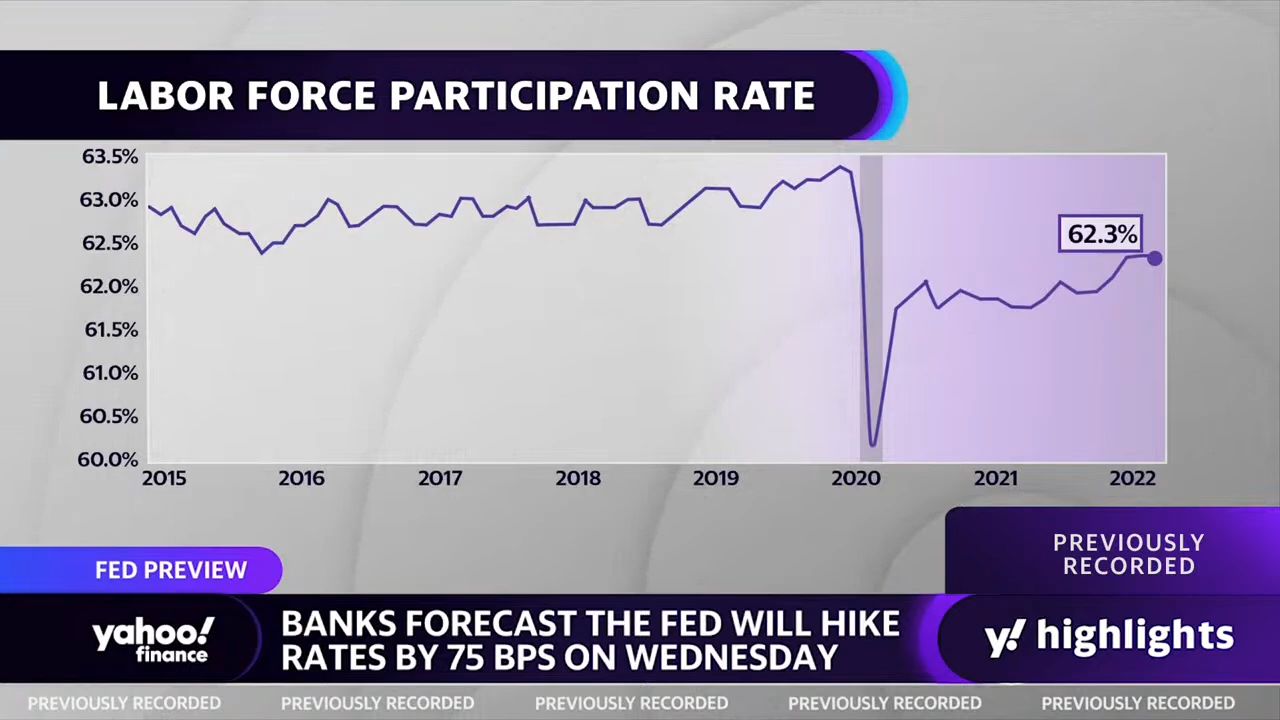 LABOR FORCE PARTICIPATION RATE
63.5%
63.0%
62.5%
62.0%
61.5%
61.0%
60.5%
60.0%
62.3%
2015 2016 2017 2018 2019 2020 2021 2022
PREVIOUSLY
RECORDED
FED PREVIEW
yahoo!
finance
BANKS FORECAST THE FED WILL HIKE
RATES BY 75 BPS ON WEDNESDAY
y! highlights
PREVIOUSLY RECORDED PREVIOUSLY RECORDED PREVIOUSLY RECORDED PREVIOUSLY RECORDED PREVIOUSLY RECORDED